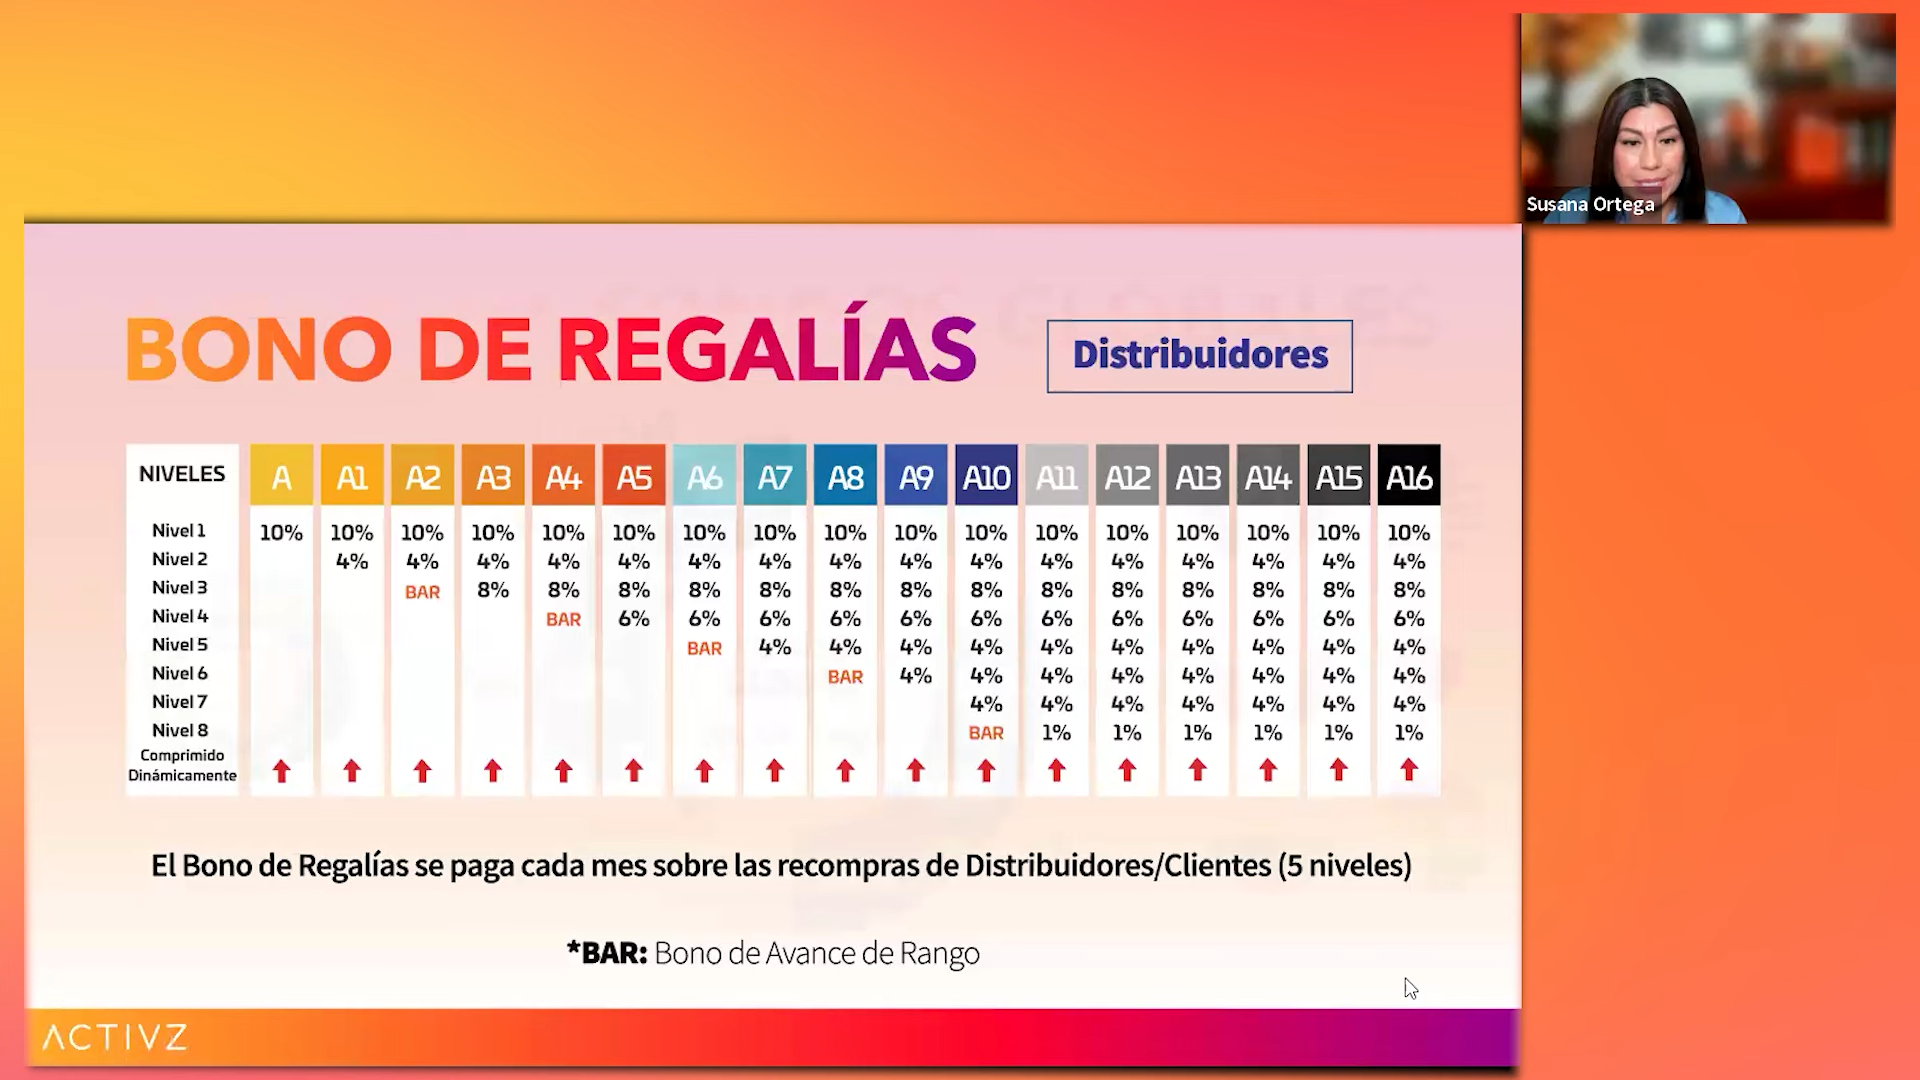 Susana Ortega
BONO DE REGALÍAS
Distribuidores
NIVELES A A1 A2 A3 A4 A5 A6 A7 A8 A9 A10 A11 A12 A13 A14 A15 A16
Nivel 1 10% 10% 10% 10% 10% 10% 10% 10% 10% 10% 10% 10% 10% 10% 10% 10% 10%
Nivel 2 4% 4% 4% 4% 4% 4% 4% 4% 4% 4% 4% 4% 4% 4% 4% 4%
Nivel 3 BAR 8% 8% 8% 8% 8% 8% 8% 8% 8% 8% 8% 8% 8% 8%
Nivel 4 BAR 6% 6% 6% 6% 6% 6% 6% 6% 6% 6% 6% 6%
Nivel 5 BAR 4% 4% 4% 4% 4% 4% 4% 4% 4% 4%
Nivel 6 BAR 4% 4% 4% 4% 4% 4% 4% 4%
Nivel 7 4% 4% 4% 4% 4% 4% 4%
Nivel 8 BAR 1% 1% 1% 1% 1% 1%
Comprimido
Dinámicamente
El Bono de Regalías se paga cada mes sobre las recompras de Distribuidores/Clientes (5 niveles)
*BAR: Bono de Avance de Rango
ACTIVZ